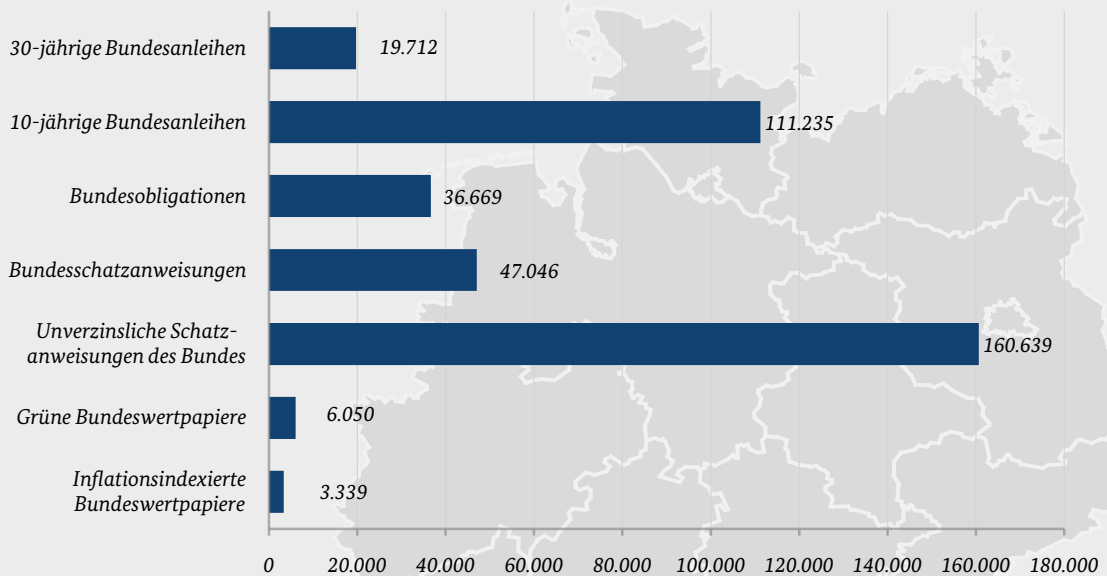 30-jährige Bundesanleihen
19.712
10-jährige Bundesanleihen
111.235
Bundesobligationen
36.669
Bundesschatzanweisungen
47.046
Unverzinsliche Schatz-
anweisungen des Bundes
160.639
Grüne Bundeswertpapiere
6.050
Inflationsindexierte
Bundeswertpapiere
3.339
0 20.000 40.000 60.000 80.000 100.000 120.000 140.000 160.000 180.000